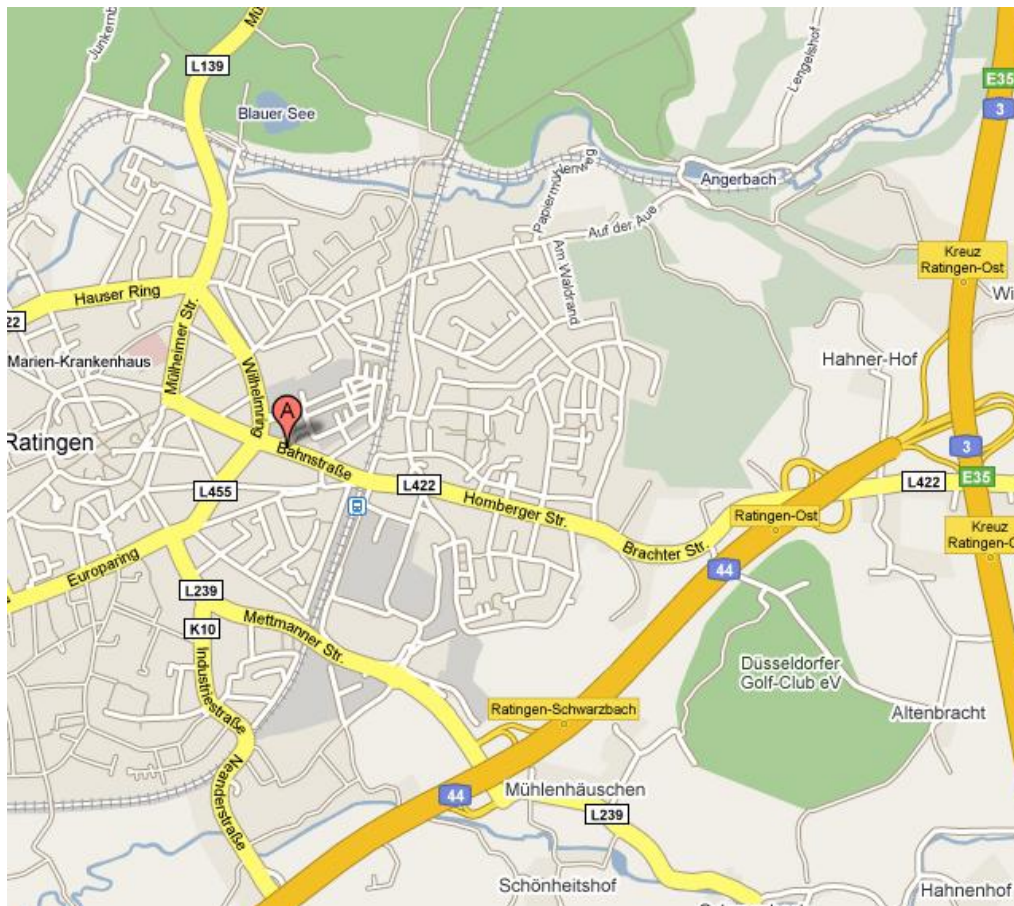 Junkernb
Mü
L139
Blauer See
Lengelshof
E35
3
Angerbach
Papiermühlenweg
Auf der Aue
Am Waldrand
Kreuz
Ratingen-Ost
Wi
Hauser Ring
22
Mülheimer Str.
Marien-Krankenhaus
Wilhelmring
Hahner-Hof
A
Ratingen
Bahnstraße
3
E35
L455
L422
L422
Homberger Str.
Ratingen-Ost
Brachter Str.
Kreuz
Ratingen-O
Europaring
44
L239
K10
Mettmanner Str.
Industriestraße
Düsseldorfer
Golf-Club eV
Ratingen-Schwarzbach
Altenbracht
Neanderstraße
44
Mühlenhäuschen
L239
Schönheitshof
Hahnenhof